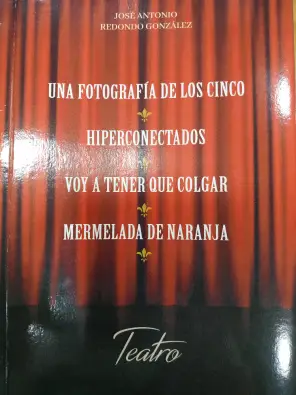 JOSÉ ANTONIO
REDONDO GONZÁLEZ
UNA FOTOGRAFÍA DE LOS CINCO
HIPERCONECTADOS
VOY A TENER QUE COLGAR
MERMELADA DE NARANJA
Teatro